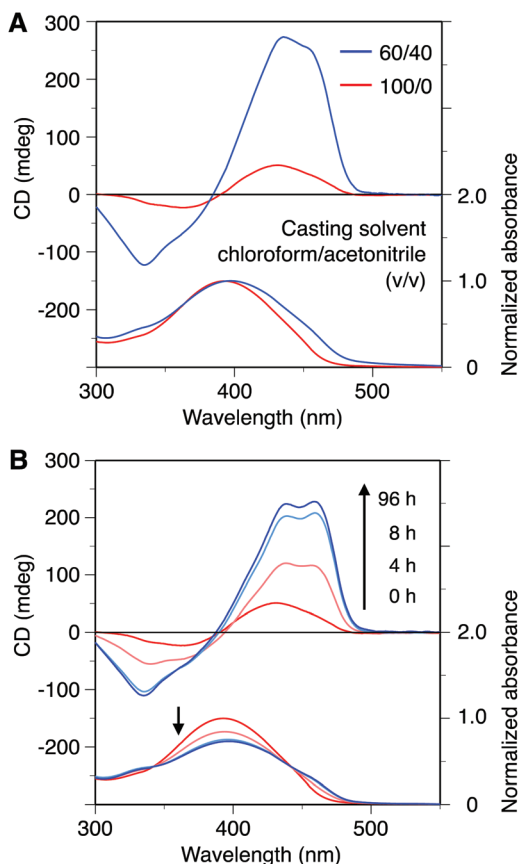 A
300
200
100
0
-100
-200
CD (mdeg)
60/40
100/0
Casting solvent
chloroform/acetonitrile
(v/v)
2.0
1.0
0
Normalized absorbance
300
400
500
Wavelength (nm)
B
300
200
100
0
-100
-200
CD (mdeg)
96 h
8 h
4 h
0 h
2.0
1.0
0
Normalized absorbance
300
400
500
Wavelength (nm)